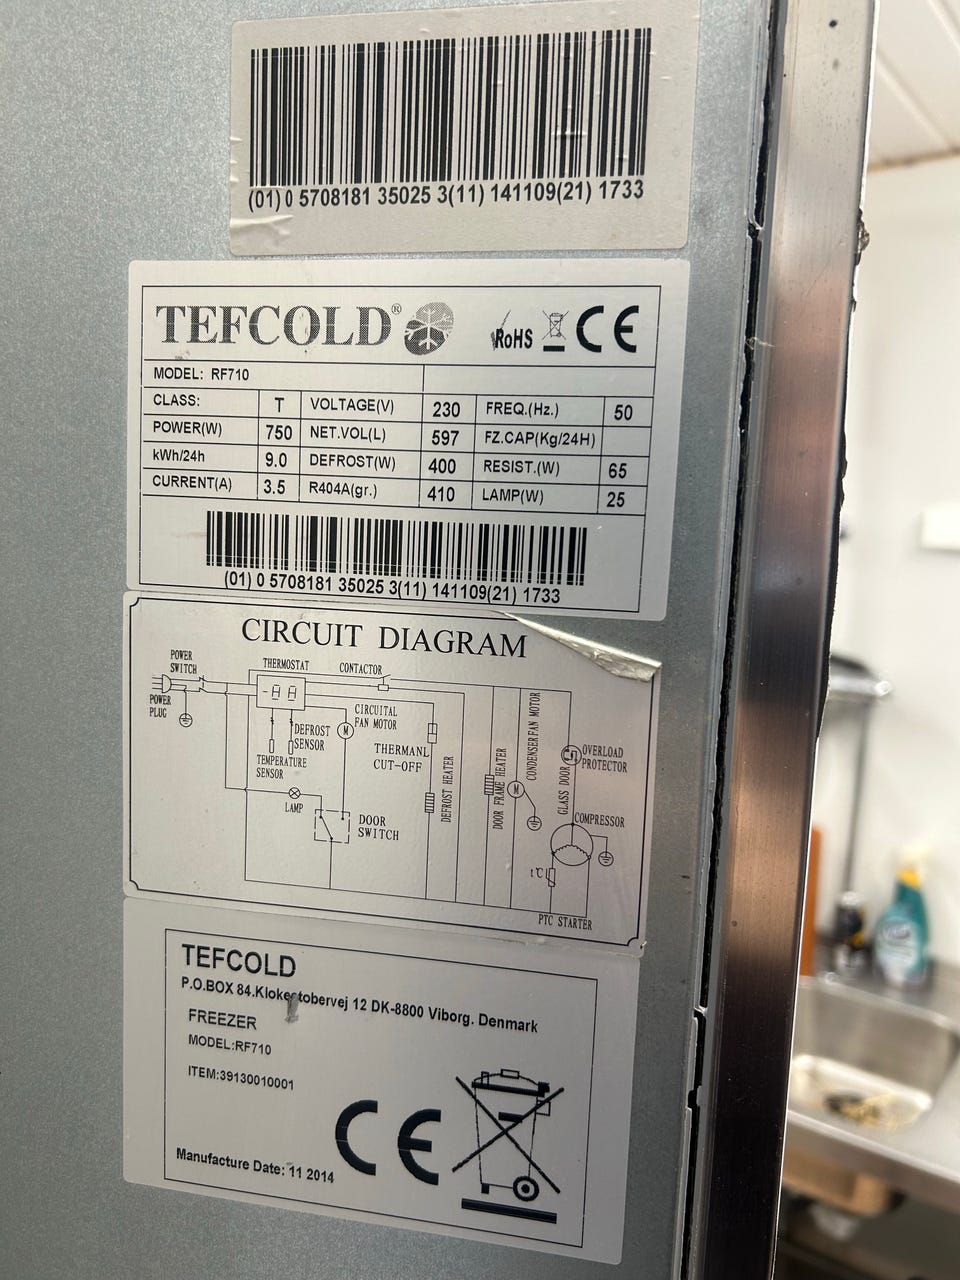 (01) 0 5708181 35025 3(11) 141109(21) 1733
TEFCOLD®
RoHS CE
MODEL: RF710
CLASS: T VOLTAGE(V) 230 FREQ.(Hz.) 50
POWER(W) 750 NET.VOL(L) 597 FZ.CAP(Kg/24H)
kWh/24h 9.0 DEFROST(W) 400 RESIST.(W) 65
CURRENT(A) 3.5 R404A(gr.) 410 LAMP(W) 25
(01) 0 5708181 35025 3(11) 141109(21) 1733
CIRCUIT DIAGRAM
POWER
SWITCH
THERMOSTAT
CONTACTOR
POWER
PLUG
CIRCUITAL
FAN MOTOR
M
DEFROST
SENSOR
TEMPERATURE
SENSOR
THERMANL
CUT-OFF
DEFROST HEATER
DOOR FRAME HEATER
CONDENSER FAN MOTOR
M
GLASS DOOR
OVERLOAD
PROTECTOR
LAMP
DOOR
SWITCH
COMPRESSOR
t℃
PTC STARTER
TEFCOLD
P.O.BOX 84.Klokestobervej 12 DK-8800 Viborg. Denmark
FREEZER
MODEL:RF710
ITEM:39130010001
CE
Manufacture Date: 11 2014